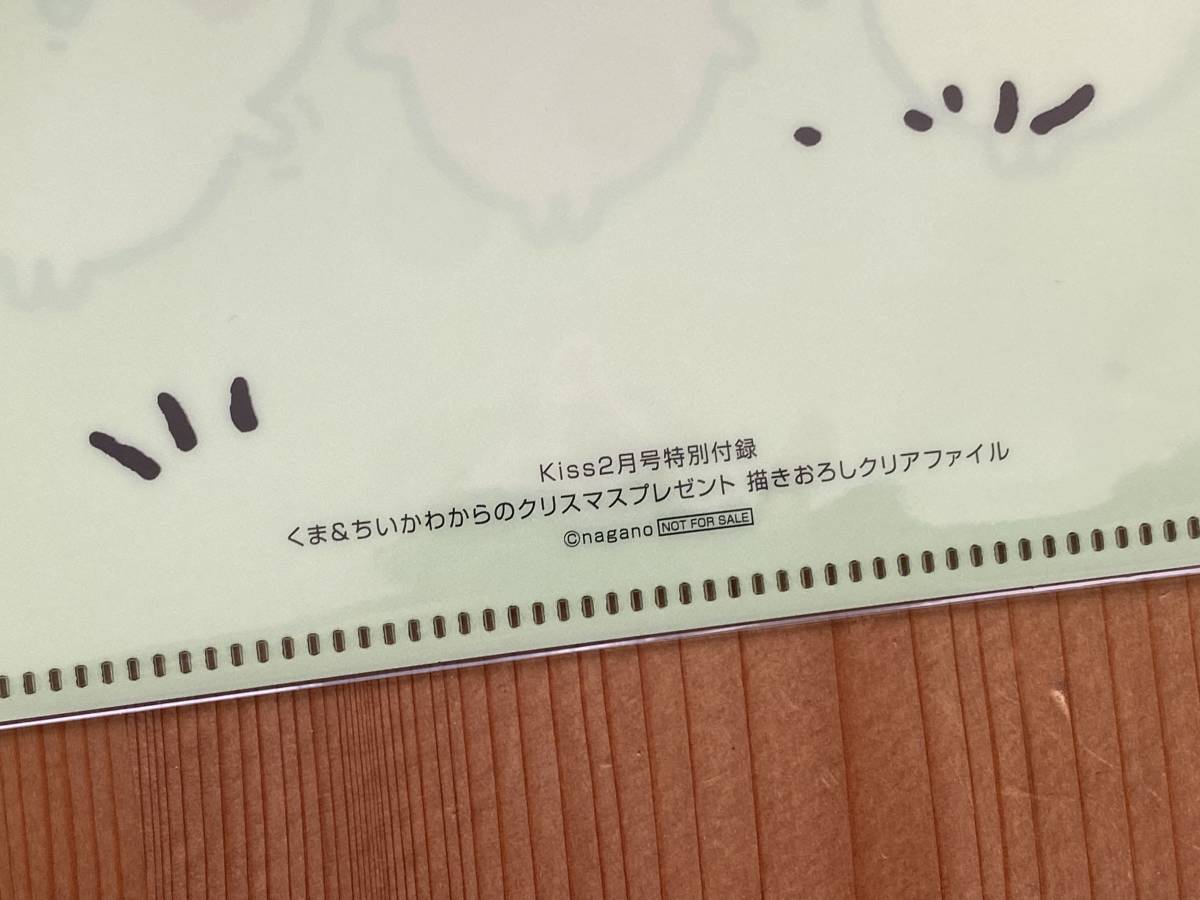 Kiss2月号特別付録
くま&ちいかわからのクリスマスプレゼント 描きおろしクリアファイル
©nagano NOT FOR SALE